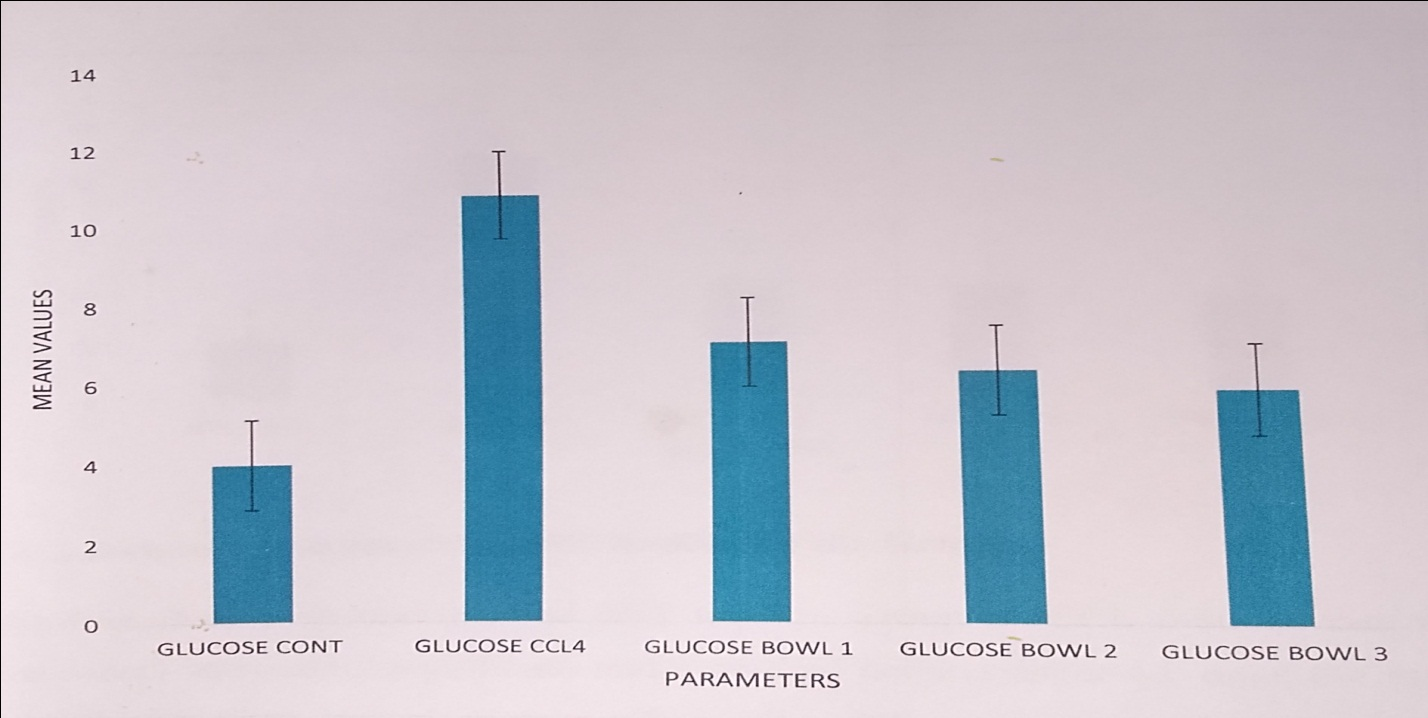 14
12
10
8
6
4
2
0
MEAN VALUES
GLUCOSE CONT
GLUCOSE CCL4
GLUCOSE BOWL 1
GLUCOSE BOWL 2
GLUCOSE BOWL 3
PARAMETERS